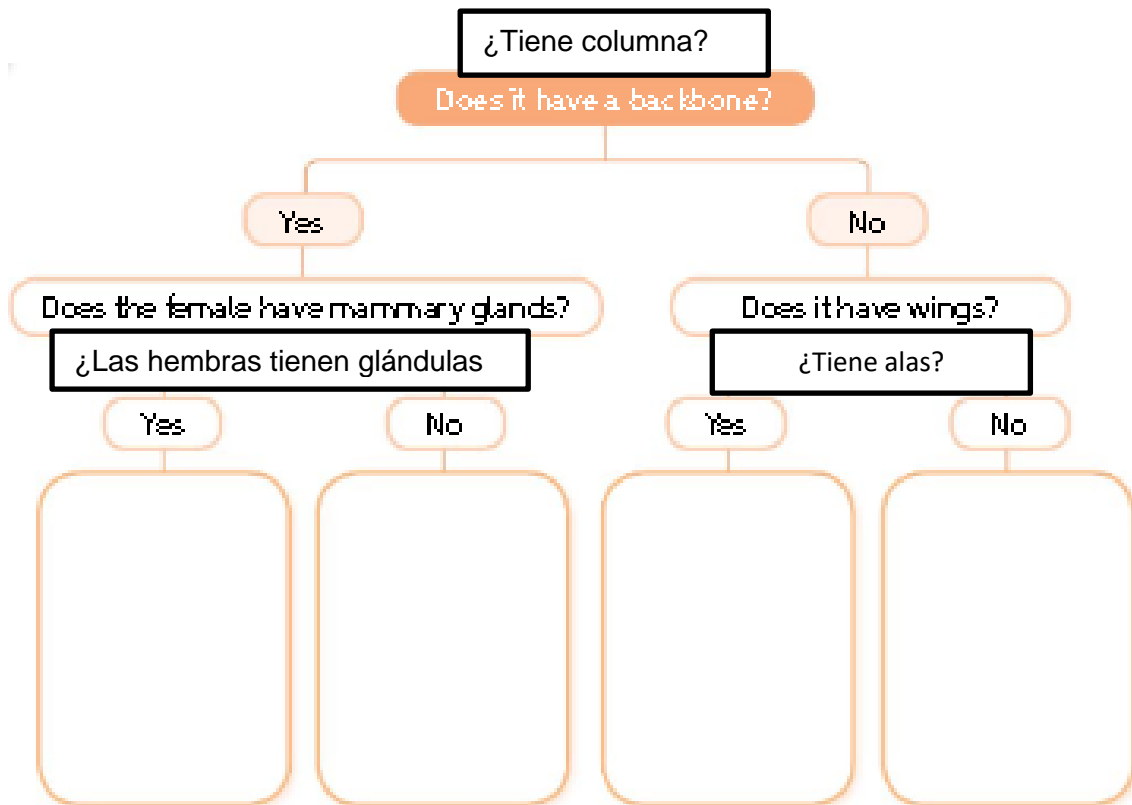 ¿Tiene columna?
Does it have a backbone?
Yes
No
Does the female have mammary glands?
Does it have wings?
¿Las hembras tienen glándulas
¿Tiene alas?
Yes
No
Yes
No